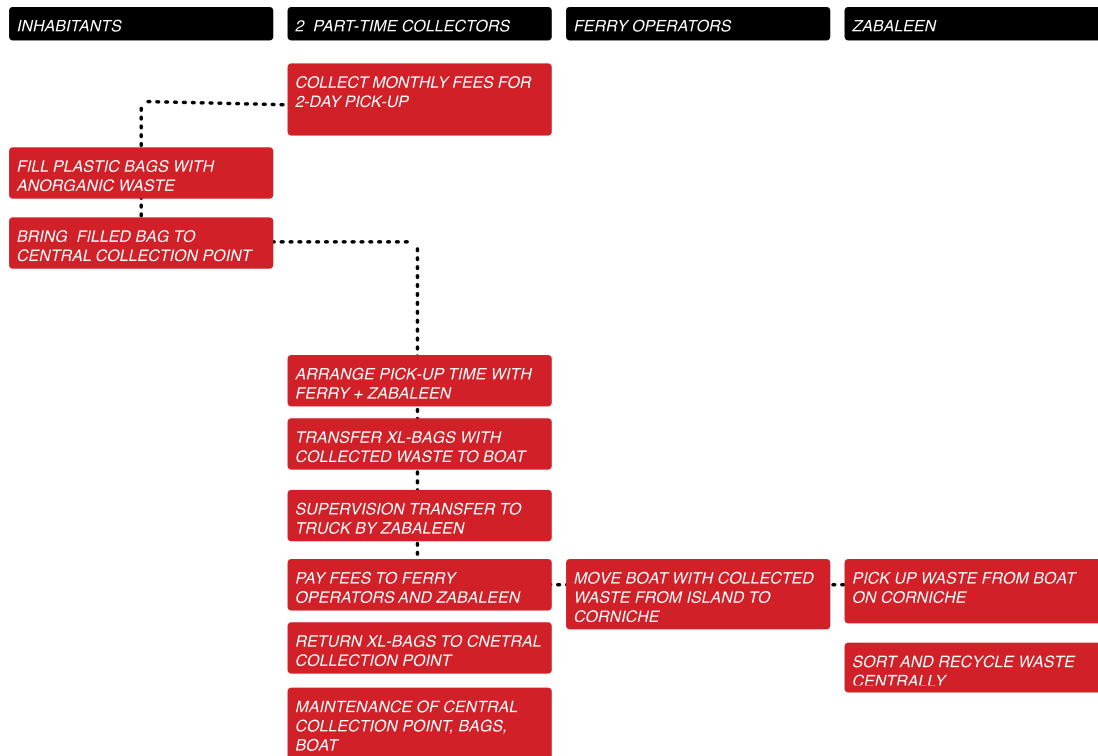 INHABITANTS
2 PART-TIME COLLECTORS
FERRY OPERATORS
ZABALEEN
COLLECT MONTHLY FEES FOR
2-DAY PICK-UP
FILL PLASTIC BAGS WITH
ANORGANIC WASTE
BRING FILLED BAG TO
CENTRAL COLLECTION POINT
ARRANGE PICK-UP TIME WITH
FERRY + ZABALEEN
TRANSFER XL-BAGS WITH
COLLECTED WASTE TO BOAT
SUPERVISION TRANSFER TO
TRUCK BY ZABALEEN
PAY FEES TO FERRY
OPERATORS AND ZABALEEN
MOVE BOAT WITH COLLECTED
WASTE FROM ISLAND TO
CORNICHE
PICK UP WASTE FROM BOAT
ON CORNICHE
RETURN XL-BAGS TO CNETRAL
COLLECTION POINT
SORT AND RECYCLE WASTE
CENTRALLY
MAINTENANCE OF CENTRAL
COLLECTION POINT, BAGS,
BOAT